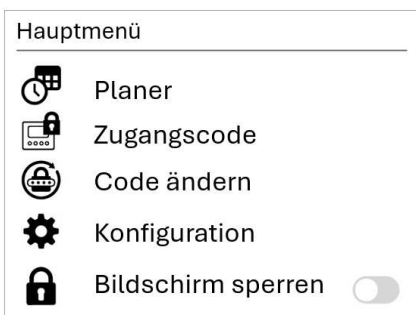 Hauptmenü
Planer
Zugangscode
Code ändern
Konfiguration
Bildschirm sperren